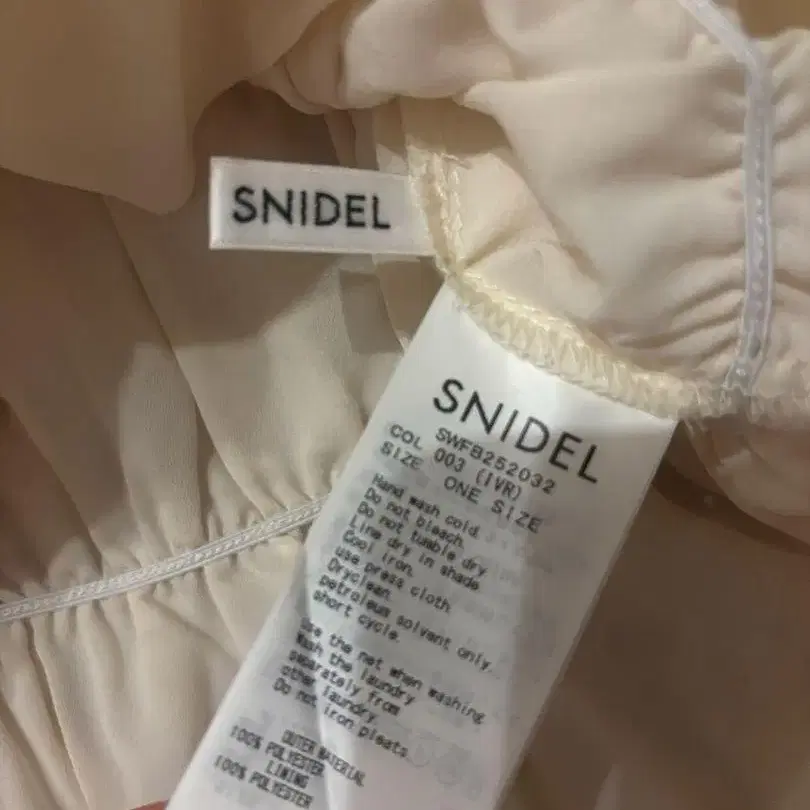 SNIDEL
SNIDEL
SWFB252032
COL 003 (IVR)
SIZE ONE SIZE
Hand wash cold.
Do not bleach.
Do not tumble dry
Line dry in shade
Cool iron.
use press cloth
Dryclean.
petroleum solvent only.
short cycle.
Use the net when washing
Wash the laundry
separately from
other laundry.
Do not iron pleats.
OUTER MATERIAL
100% POLYESTER
LINING
100% POLYESTER